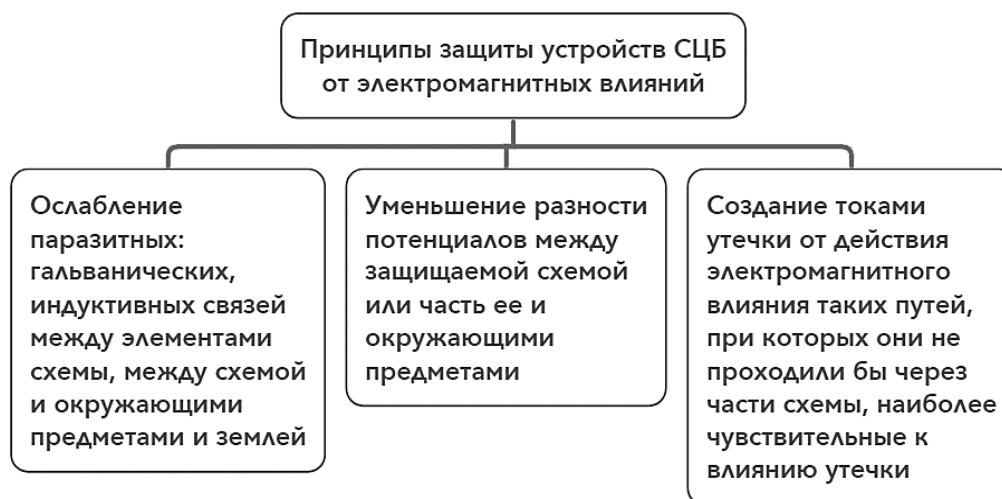 Принципы защиты устройств СЦБ
от электромагнитных влияний
Ослабление
паразитных:
гальванических,
индуктивных связей
между элементами
схемы, между схемой
и окружающими
предметами и землей
Уменьшение разности
потенциалов между
защищаемой схемой
или часть ее и
окружающими
предметами
Создание токами
утечки от действия
электромагнитного
влияния таких путей,
при которых они не
проходили бы через
части схемы, наиболее
чувствительные к
влиянию утечки